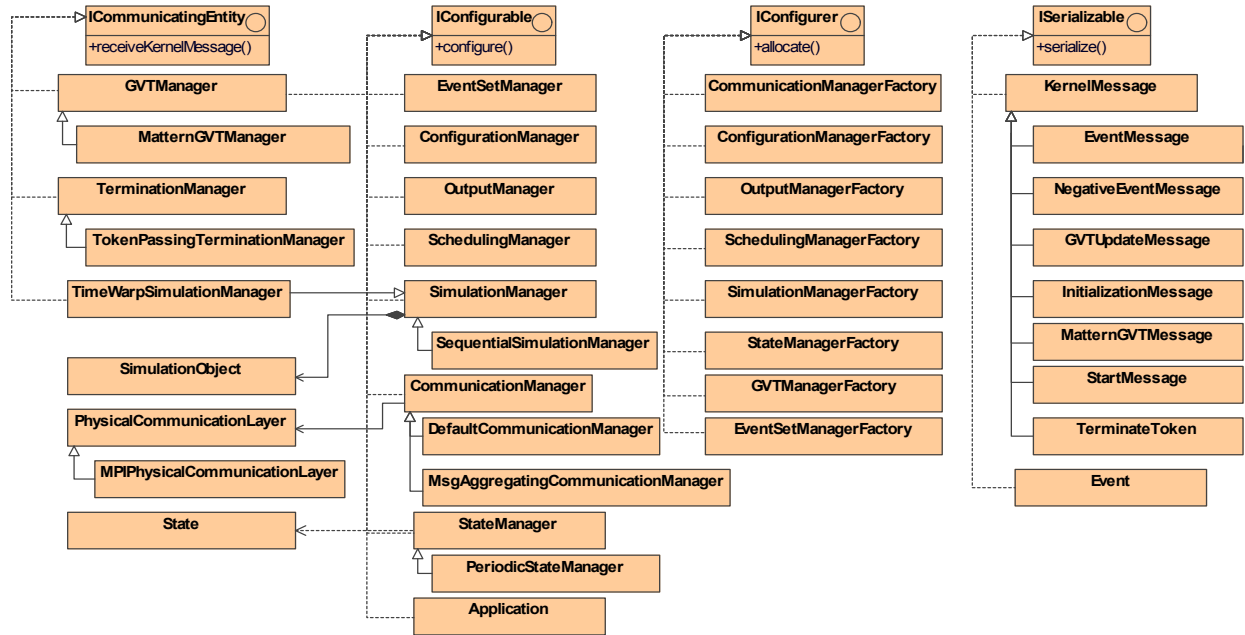 ICommunicatingEntity
+receiveKernelMessage()
GVTManager
MatternGVTManager
TerminationManager
TokenPassingTerminationManager
TimeWarpSimulationManager
SimulationObject
PhysicalCommunicationLayer
MPIPhysicalCommunicationLayer
State
IConfigurable
+configure()
EventSetManager
ConfigurationManager
OutputManager
SchedulingManager
SimulationManager
SequentialSimulationManager
CommunicationManager
DefaultCommunicationManager
MsgAggregatingCommunicationManager
StateManager
PeriodicStateManager
Application
IConfigurer
+allocate()
CommunicationManagerFactory
ConfigurationManagerFactory
OutputManagerFactory
SchedulingManagerFactory
SimulationManagerFactory
StateManagerFactory
GVTManagerFactory
EventSetManagerFactory
ISerializable
+serialize()
KernelMessage
EventMessage
NegativeEventMessage
GVTUpdateMessage
InitializationMessage
MatternGVTMessage
StartMessage
TerminateToken
Event